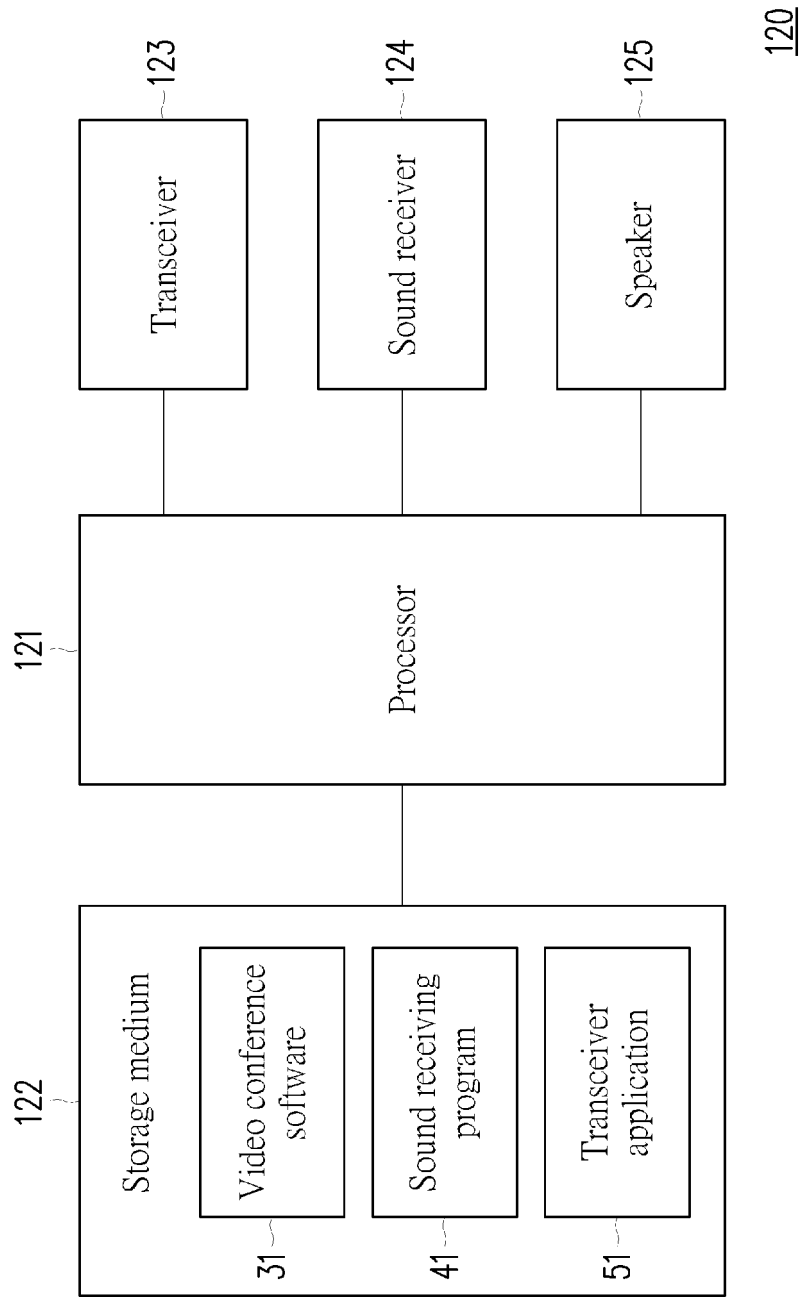 122
Storage medium
31
Video conference
software
41
Sound receiving
program
51
Transceiver
application
121
Processor
Transceiver
123
Sound receiver
124
Speaker
125
120